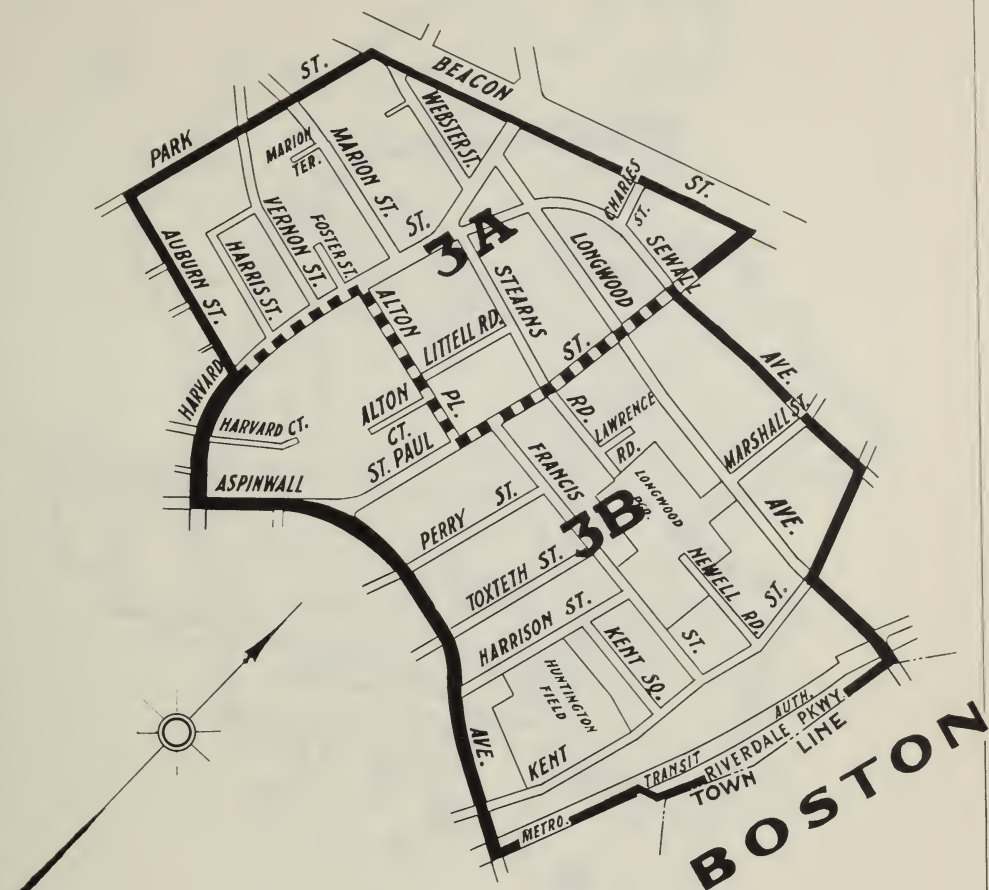 PARK ST.
BEACON ST.
WEBSTER ST.
MARION TER.
MARION ST.
VERNON ST.
FOSTER ST.
HARRIS ST.
AUBURN ST.
HARVARD ST.
CHARLES ST.
SEWALL AVE.
LONGWOOD AVE.
3A
STEARNS RD.
ALTON PL.
LITTELL RD.
ALTON CT.
ST. PAUL ST.
HARVARD CT.
ASPINWALL AVE.
LAWRENCE RD.
MARSHALL ST.
FRANCIS ST.
LONGWOOD
3B
PERRY ST.
TOXTETH ST.
HARRISON ST.
NEWELL RD.
KENT SQ.
HUNTINGTON FIELD
KENT ST.
METRO. TRANSIT AUTH.
RIVERDALE PKWY.
TOWN LINE
BOSTON